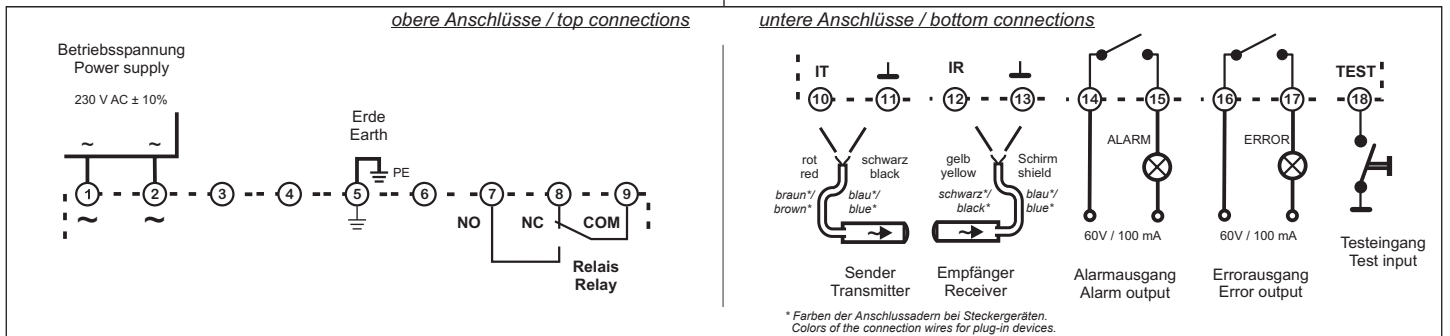 obere Anschlüsse / top connections
Betriebsspannung
Power supply
230 V AC ± 10%
~ ~
Erde
Earth
PE
1 2 3 4 5 6 7 8 9
~ ~
NO NC COM
Relais
Relay
untere Anschlüsse / bottom connections
IT IR TEST
10 11 12 13 14 15 16 17 18
ALARM ERROR
rot
red
schwarz
black
gelb
yellow
Schirm
shield
braun*/
brown*
blau*/
blue*
schwarz*/
black*
blau*/
blue*
~ ~
60V / 100 mA 60V / 100 mA
Sender
Transmitter
Empfänger
Receiver
Alarmausgang
Alarm output
Errorausgang
Error output
Testeingang
Test input
* Farben der Anschlussadern bei Steckergeräten.
Colors of the connection wires for plug-in devices.